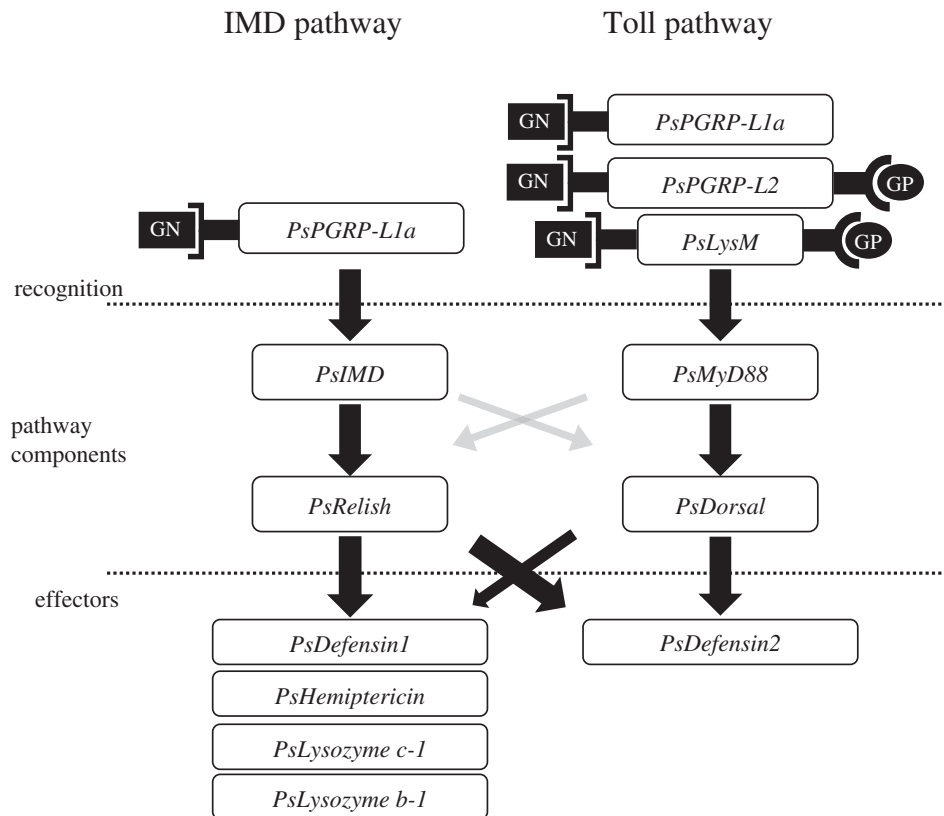 IMD pathway
Toll pathway
GN
PsPGRP-L1a
GN
PsPGRP-L2
GP
GN
PsPGRP-L1a
GN
PsLysM
GP
recognition
PsIMD
PsMyD88
pathway
components
PsRelish
PsDorsal
effectors
PsDefensin1
PsDefensin2
PsHemiptericin
PsLysozyme c-1
PsLysozyme b-1